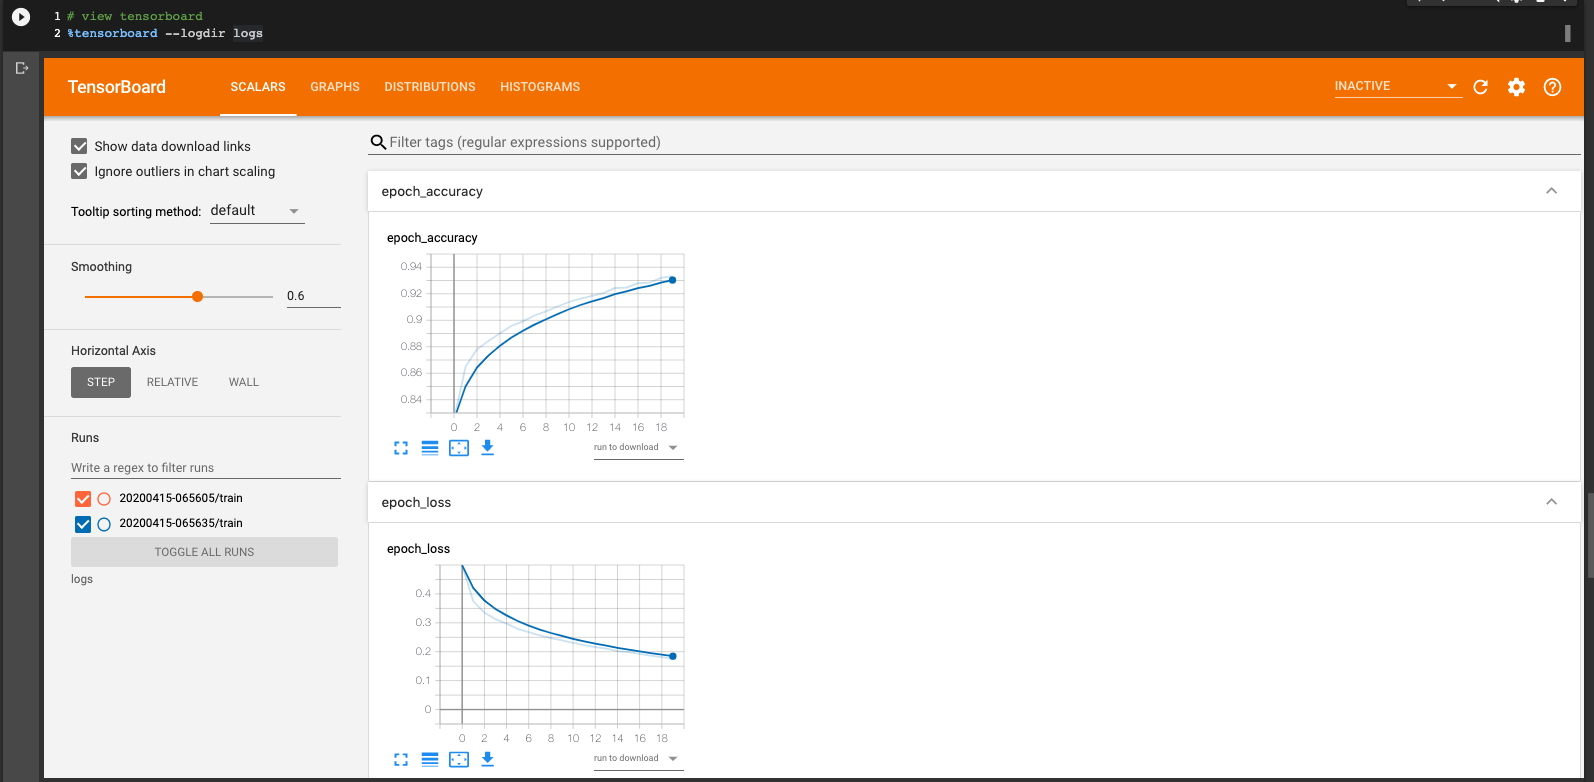 1 # view tensorboard
2 %tensorboard --logdir logs
TensorBoard
SCALARS GRAPHS DISTRIBUTIONS HISTOGRAMS
INACTIVE
Show data download links
Ignore outliers in chart scaling
Tooltip sorting method: default
Smoothing
0.6
Horizontal Axis
STEP RELATIVE WALL
Runs
Write a regex to filter runs
20200415-065605/train
20200415-065635/train
TOGGLE ALL RUNS
logs
Filter tags (regular expressions supported)
epoch_accuracy
epoch_accuracy
0.94
0.92
0.9
0.88
0.86
0.84
0 2 4 6 8 10 12 14 16 18
run to download
epoch_loss
epoch_loss
0.4
0.3
0.2
0.1
0
0 2 4 6 8 10 12 14 16 18
run to download